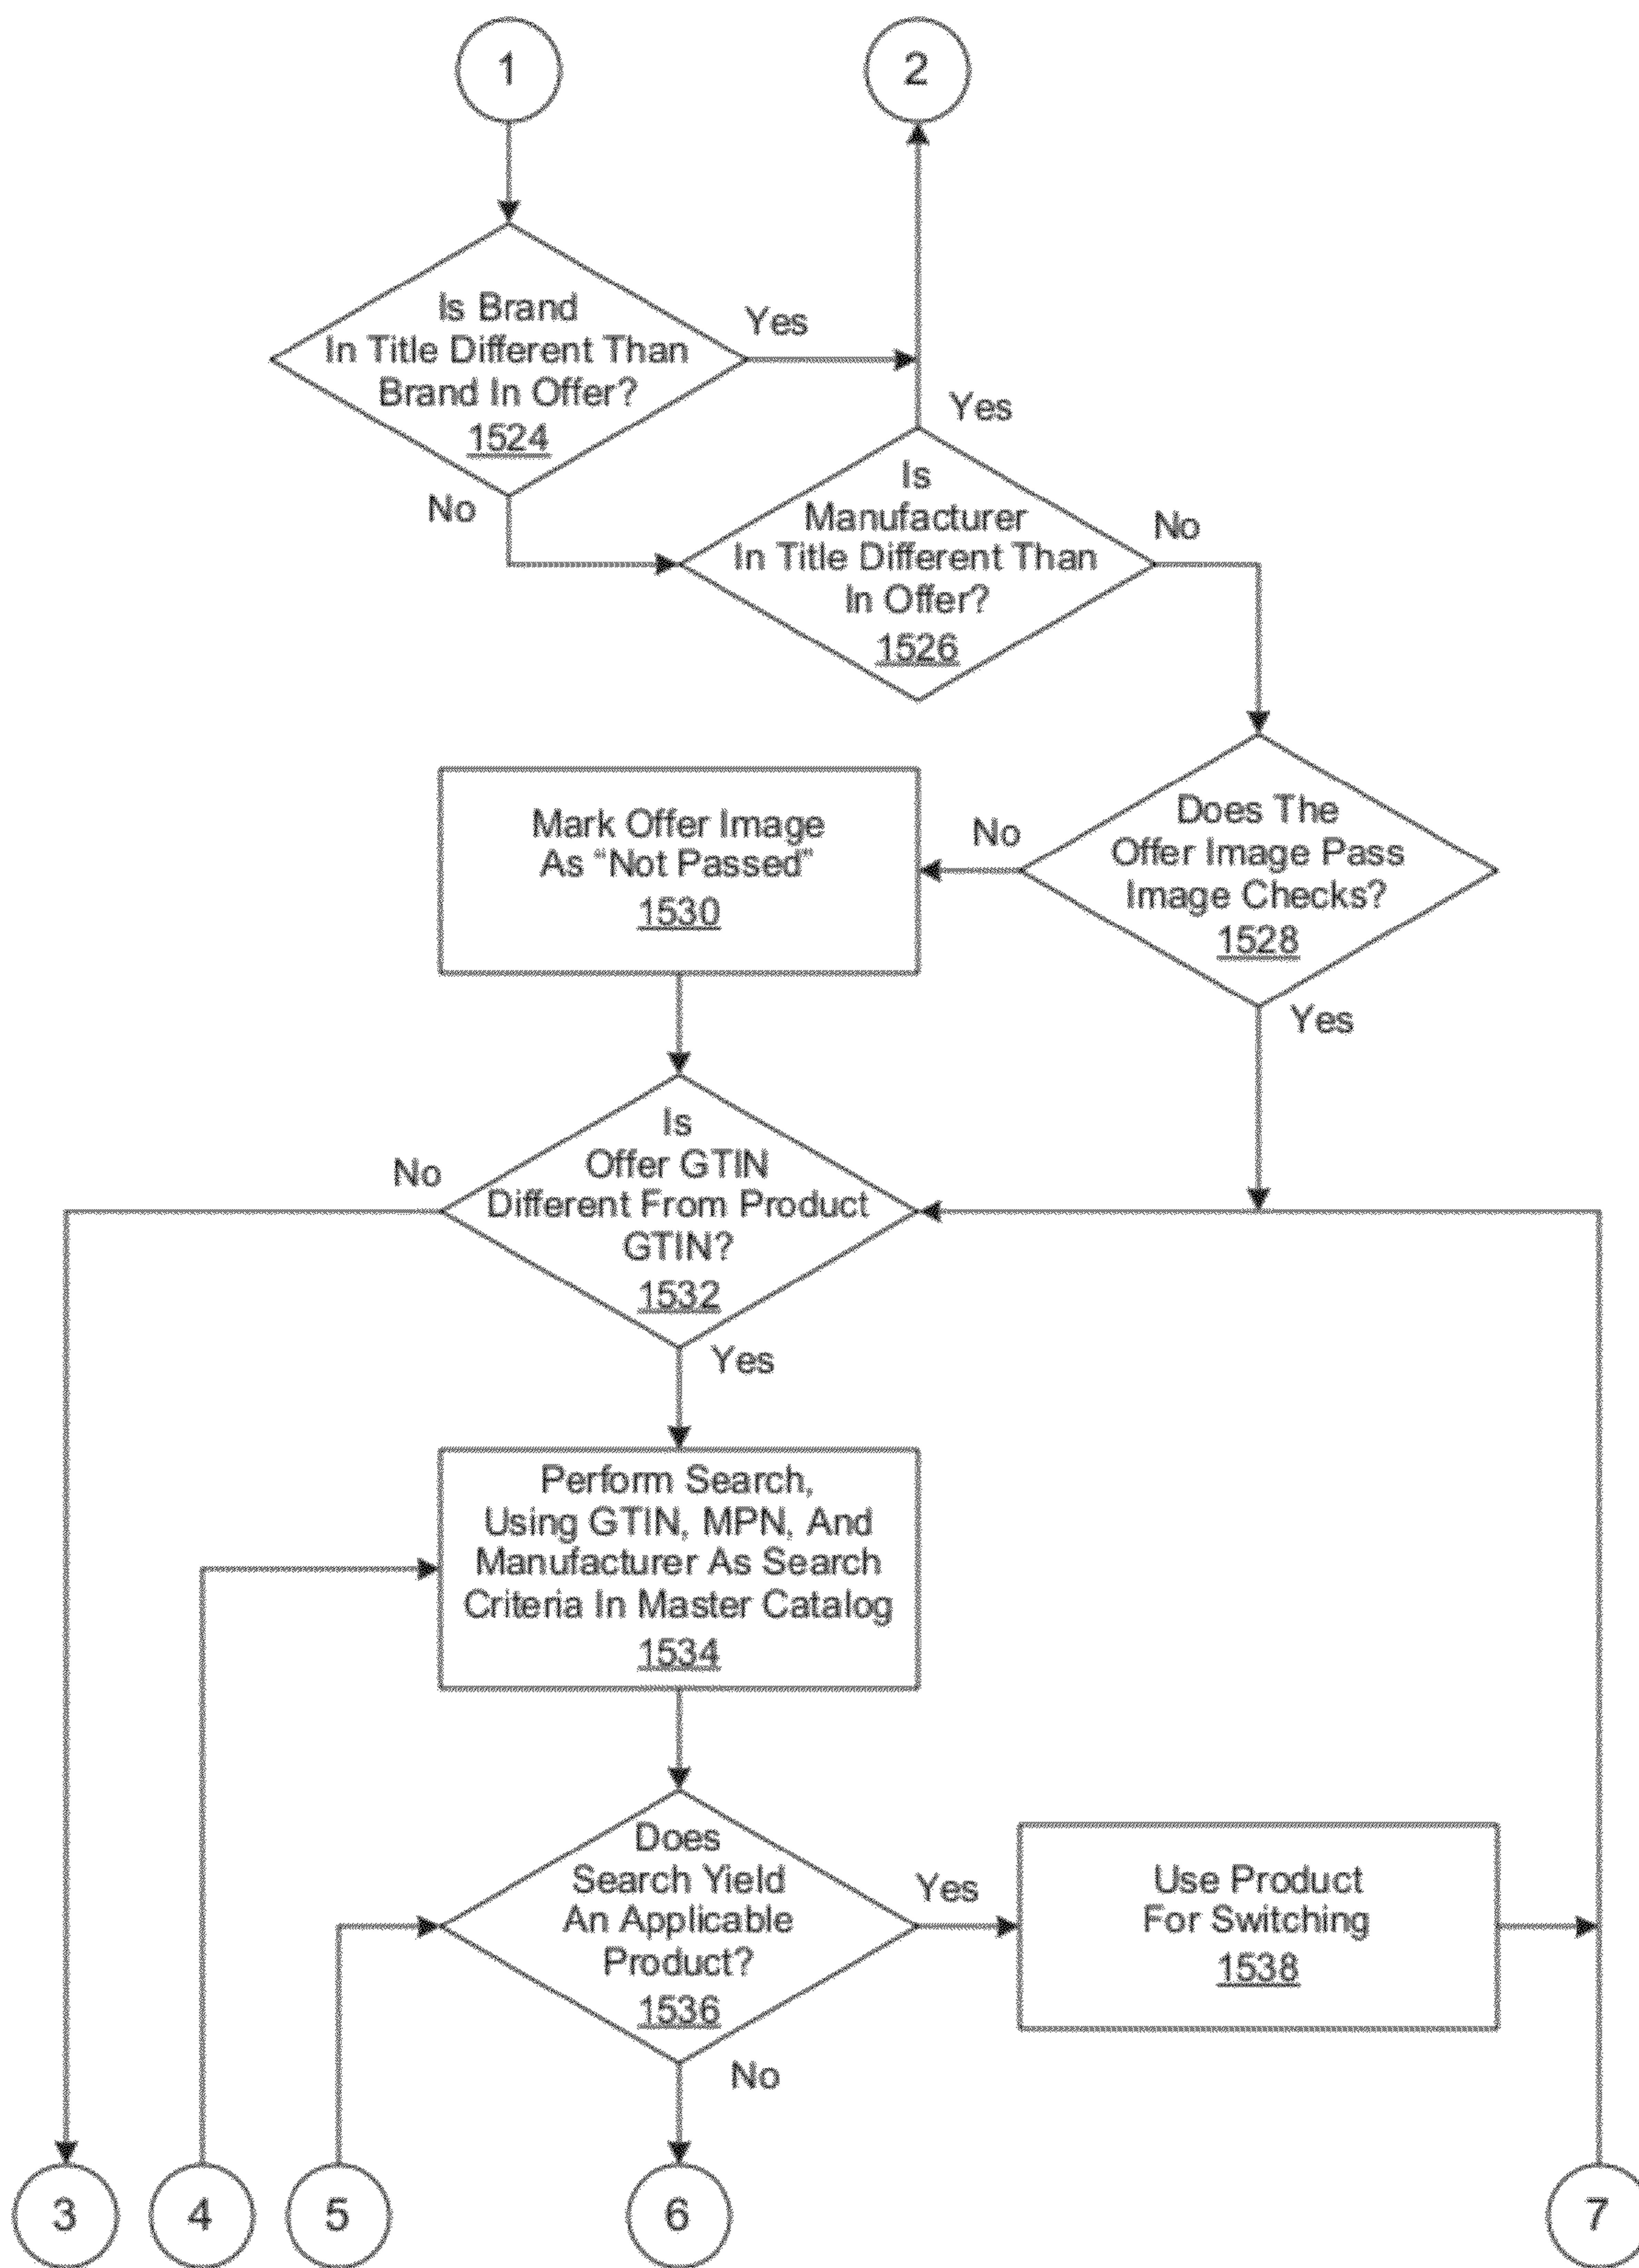 1
2
Is Brand
In Title Different Than
Brand In Offer?
1524
Yes
No
Yes
Is
Manufacturer
In Title Different Than
In Offer?
1526
No
Mark Offer Image
As “Not Passed”
1530
No
Does The
Offer Image Pass
Image Checks?
1528
Yes
No
Is
Offer GTIN
Different From Product
GTIN?
1532
Yes
Perform Search,
Using GTIN, MPN, And
Manufacturer As Search
Criteria In Master Catalog
1534
Does
Search Yield
An Applicable
Product?
1536
Yes
Use Product
For Switching
1538
No
3
4
5
6
7